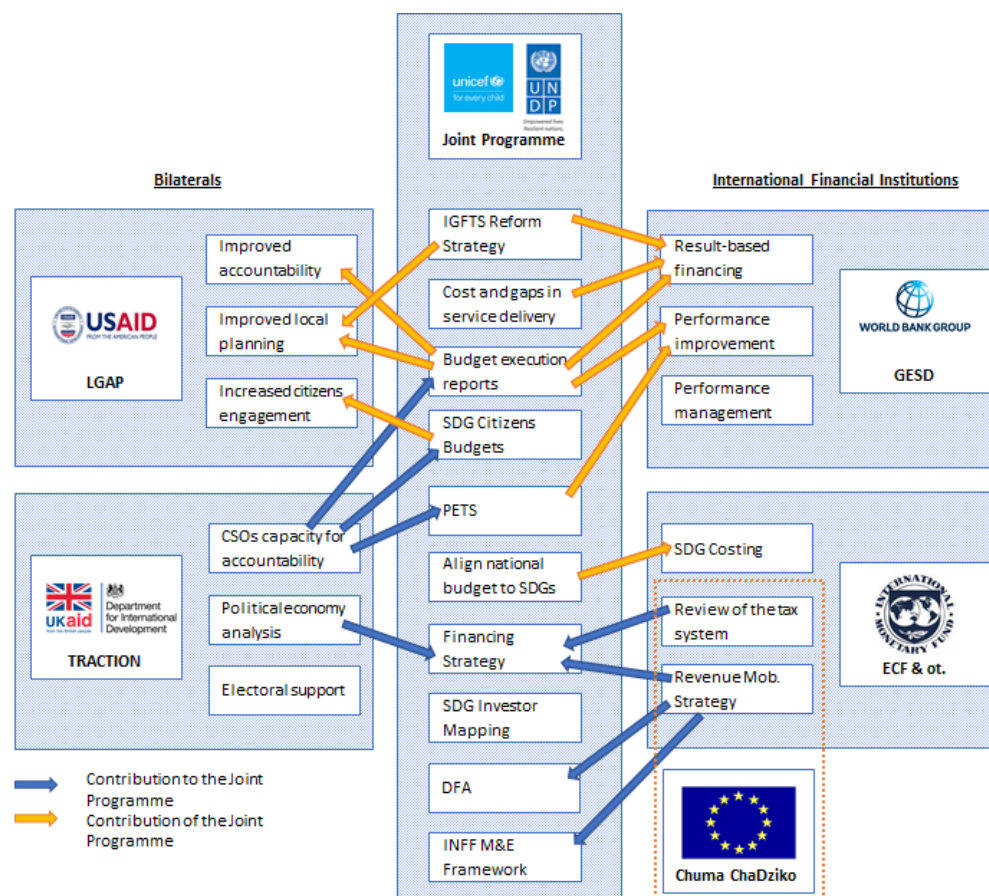 unicef
for every child
U N
D P
Empowered lives.
Resilient nations.
Joint Programme
Bilaterals
International Financial Institutions
USAID
FROM THE AMERICAN PEOPLE
LGAP
Improved
accountability
Improved local
planning
Increased citizens
engagement
IGFTS Reform
Strategy
Cost and gaps in
service delivery
Budget execution
reports
SDG Citizens
Budgets
PETS
Align national
budget to SDGs
Financing
Strategy
SDG Investor
Mapping
DFA
INFF M&E
Framework
Result-based
financing
Performance
improvement
Performance
management
WORLD BANK GROUP
GESD
UKaid
from the British people
Department
for International
Development
TRACTION
CSOs capacity for
accountability
Political economy
analysis
Electoral support
SDG Costing
Review of the tax
system
Revenue Mob.
Strategy
INTERNATIONAL MONETARY FUND
ECF & ot.
Chuma ChaDziko
Contribution to the Joint
Programme
Contribution of the Joint
Programme